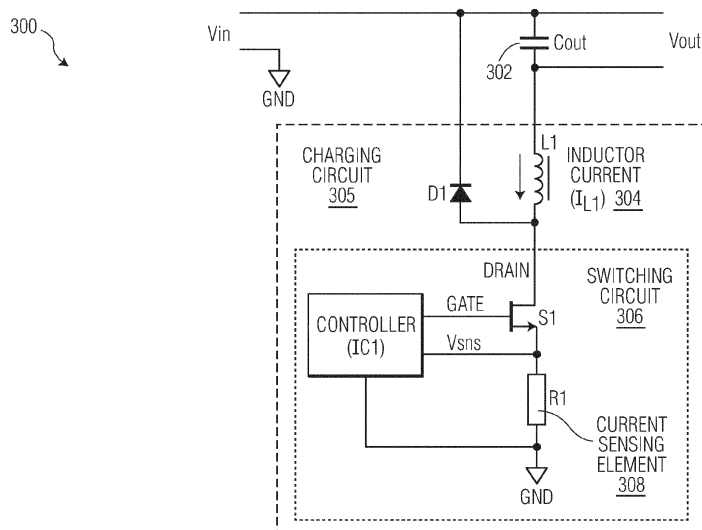 300
Vin
GND
302
Cout
Vout
CHARGING
CIRCUIT
305
D1
L1
INDUCTOR
CURRENT
(IL1) 304
DRAIN
SWITCHING
CIRCUIT
306
CONTROLLER
(IC1)
GATE
S1
Vsns
R1
CURRENT
SENSING
ELEMENT
308
GND